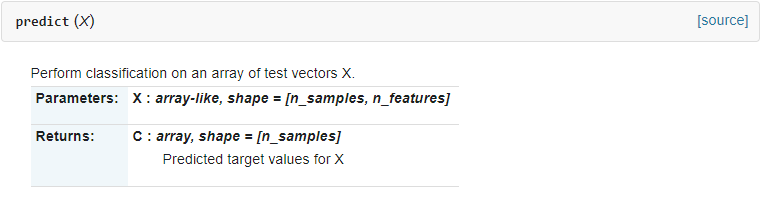 predict (X) [source]
Perform classification on an array of test vectors X.
Parameters: X : array-like, shape = [n_samples, n_features]
Returns: C : array, shape = [n_samples]
Predicted target values for X